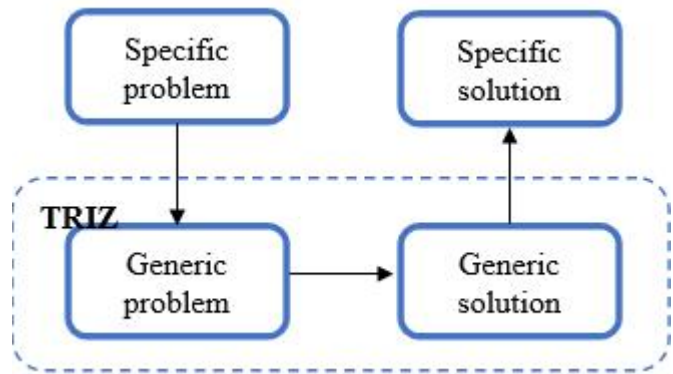 Specific
problem
Specific
solution
TRIZ
Generic
problem
Generic
solution